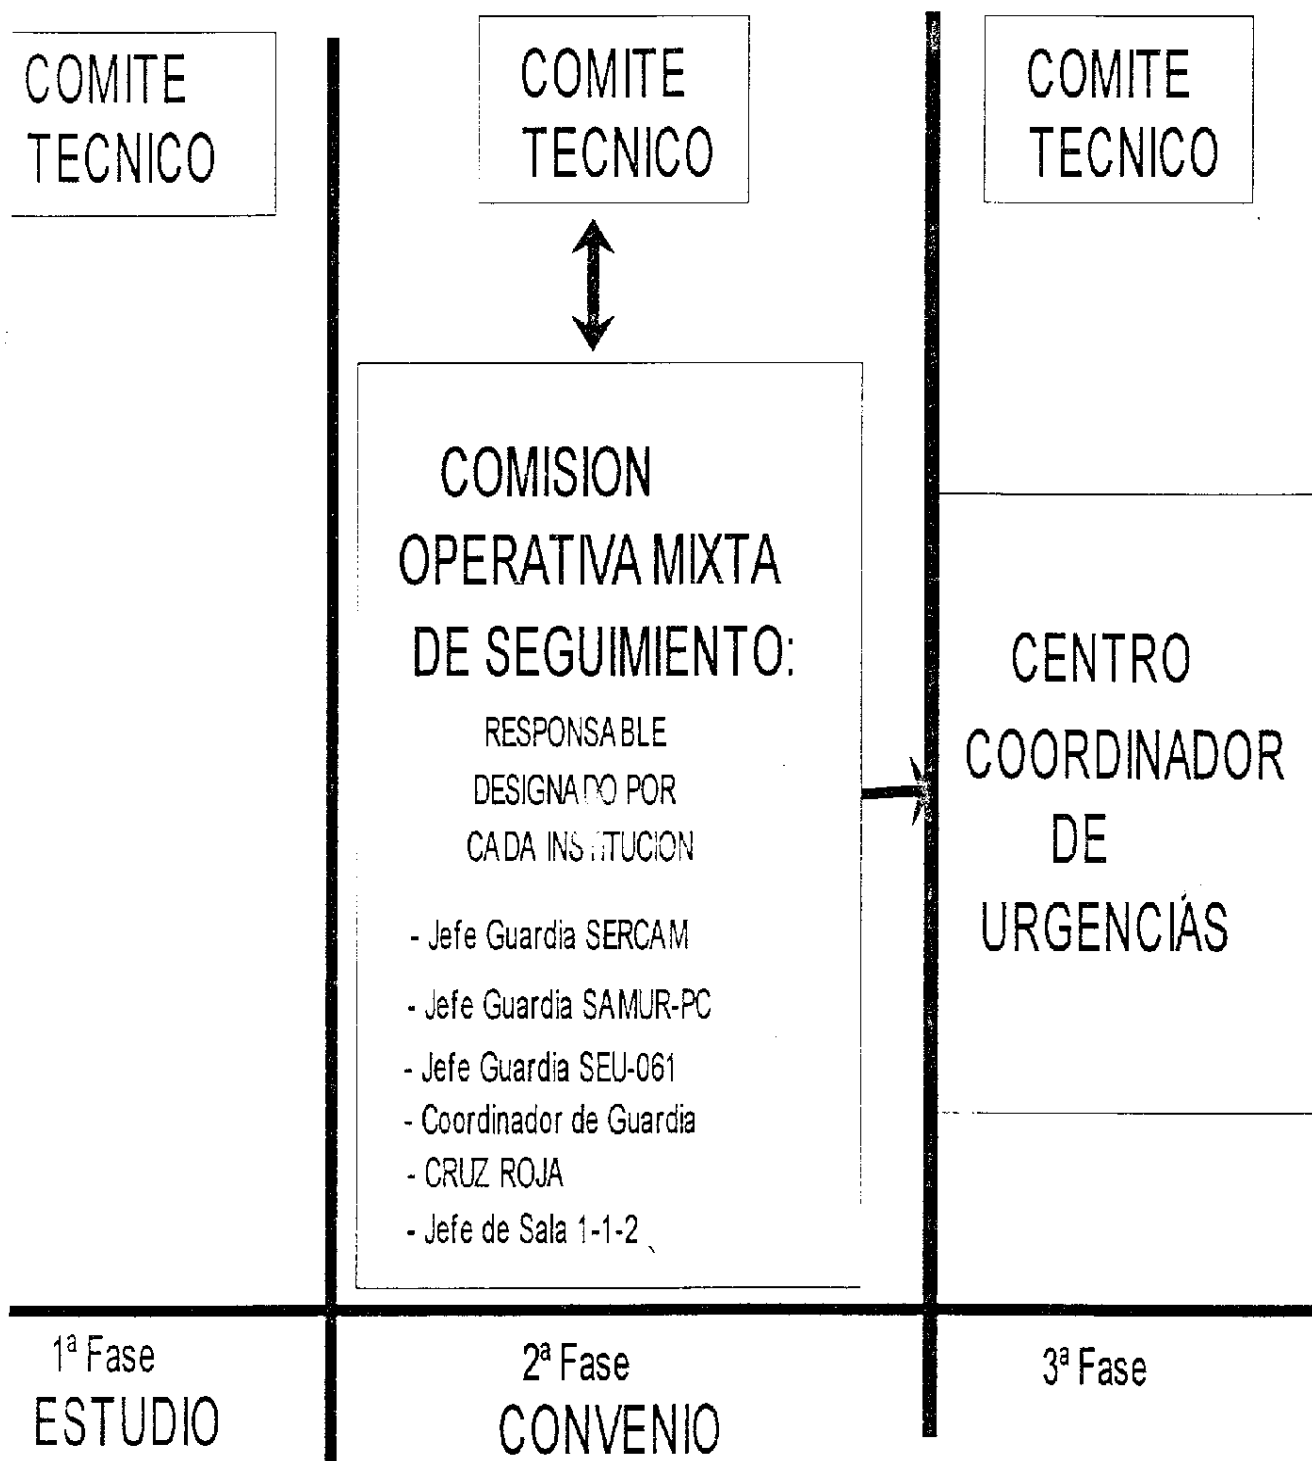 COMITE
TECNICO
COMITE
TECNICO
COMITE
TECNICO
COMISION
OPERATIVA MIXTA
DE SEGUIMIENTO:
RESPONSABLE
DESIGNADO POR
CADA INSTITUCION
- Jefe Guardia SERCAM
- Jefe Guardia SAMUR-PC
- Jefe Guardia SEU-061
- Coordinador de Guardia
- CRUZ ROJA
- Jefe de Sala 1-1-2
CENTRO
COORDINADOR
DE
URGENCIAS
1ª Fase
ESTUDIO
2ª Fase
CONVENIO
3ª Fase